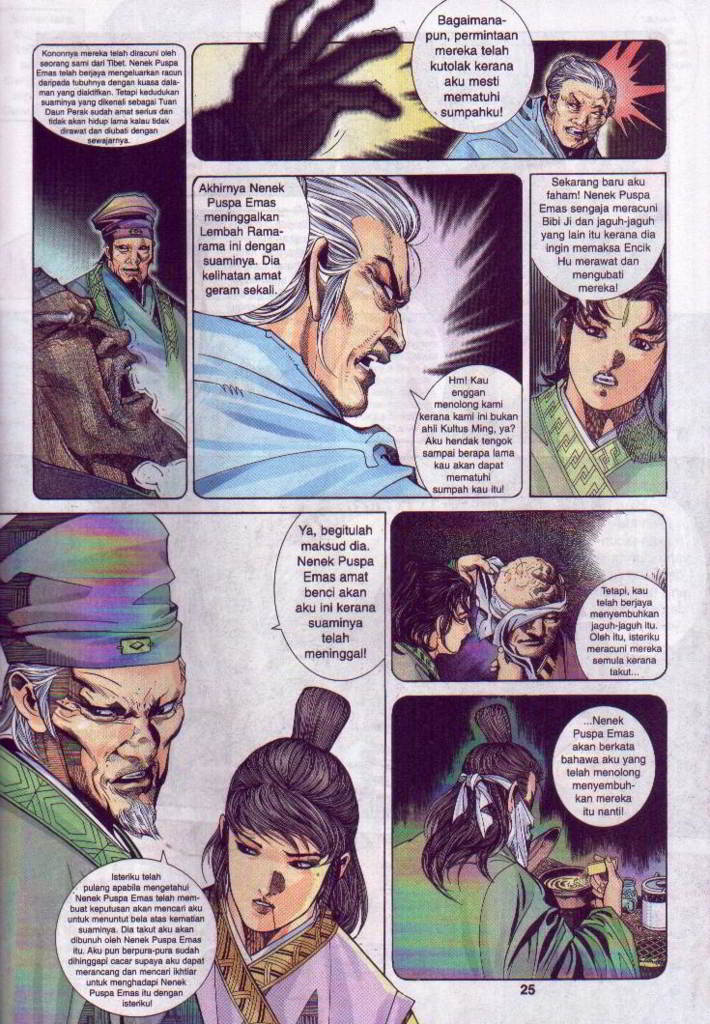 Kononnya mereka telah diracuni oleh
seorang sami dari Tibet. Nenek Puspa
Emas telah berjaya mengeluarkan racun
daripada tubuhnya dengan kuasa dala-
man yang diaktifkan. Tetapi kedudukan
suaminya yang dikenali sebagai Tuan
Daun Perak sudah amat serius dan
tidak akan hidup lama kalau tidak
dirawat dan diubati dengan
sewajarnya.
Bagaimana-
pun, permintaan
mereka telah
kutolak kerana
aku mesti
mematuhi
sumpahku!
Akhirnya Nenek
Puspa Emas
meninggalkan
Lembah Rama-
rama ini dengan
suaminya. Dia
kelihatan amat
geram sekali.
Hm! Kau
enggan
menolong kami
kerana kami ini bukan
ahli Kultus Ming, ya?
Aku hendak tengok
sampai berapa lama
kau akan dapat
mematuhi
sumpah kau itu!
Sekarang baru aku
faham! Nenek Puspa
Emas sengaja meracuni
Bibi Ji dan jaguh-jaguh
yang lain itu kerana dia
ingin memaksa Encik
Hu merawat dan
mengubati
mereka!
Ya, begitulah
maksud dia.
Nenek Puspa
Emas amat
benci akan
aku ini kerana
suaminya
telah
meninggal!
Isteriku telah
pulang apabila mengetahui
Nenek Puspa Emas telah mem-
buat keputusan akan mencari aku
untuk menuntut bela atas kematian
suaminya. Dia takut aku akan
dibunuh oleh Nenek Puspa Emas
itu. Aku pun berpura-pura sudah
dihinggapi cacar supaya aku dapat
merancang dan mencari ikhtiar
untuk menghadapi Nenek
Puspa Emas itu dengan
isteriku!
Tetapi, kau
telah berjaya
menyembuhkan
jaguh-jaguh itu.
Oleh itu, isteriku
meracuni mereka
semula kerana
takut...
...Nenek
Puspa Emas
akan berkata
bahawa aku yang
telah menolong
menyembuh-
kan mereka
itu nanti!
25